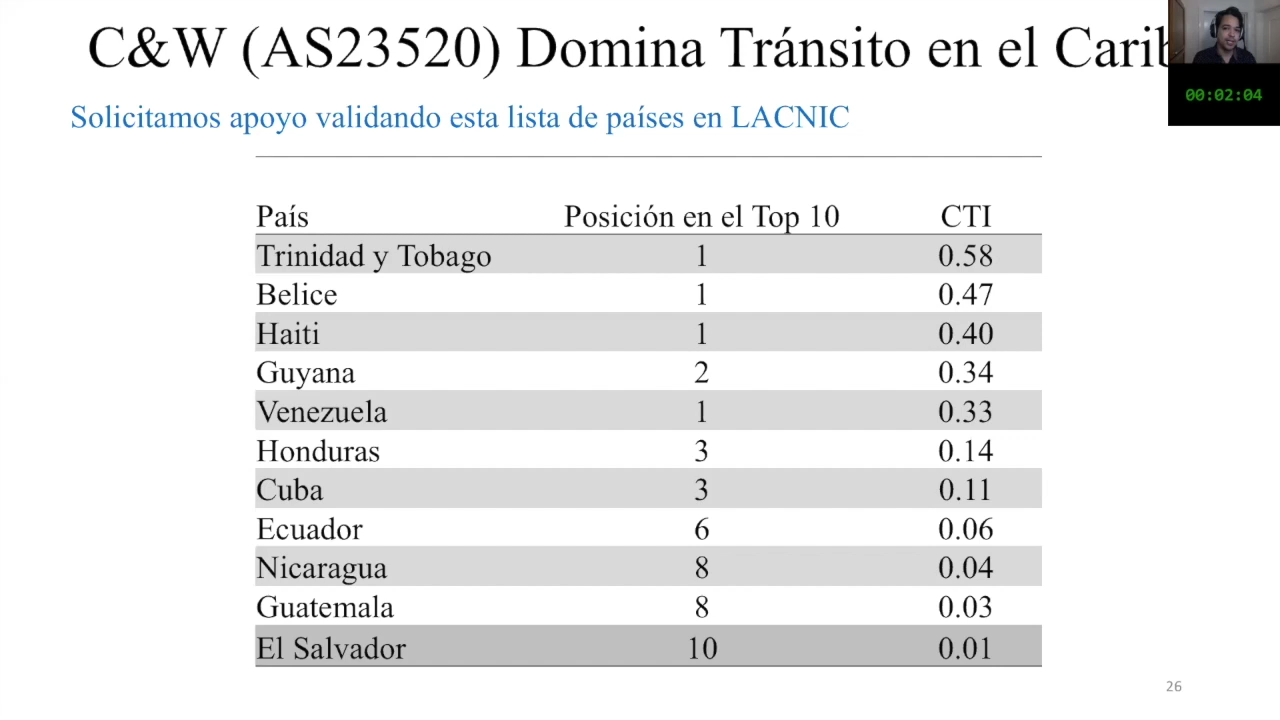 C&W (AS23520) Domina Tránsito en el Carib
00:02:04
Solicitamos apoyo validando esta lista de países en LACNIC
País Posición en el Top 10 CTI
Trinidad y Tobago 1 0.58
Belice 1 0.47
Haiti 1 0.40
Guyana 2 0.34
Venezuela 1 0.33
Honduras 3 0.14
Cuba 3 0.11
Ecuador 6 0.06
Nicaragua 8 0.04
Guatemala 8 0.03
El Salvador 10 0.01
26